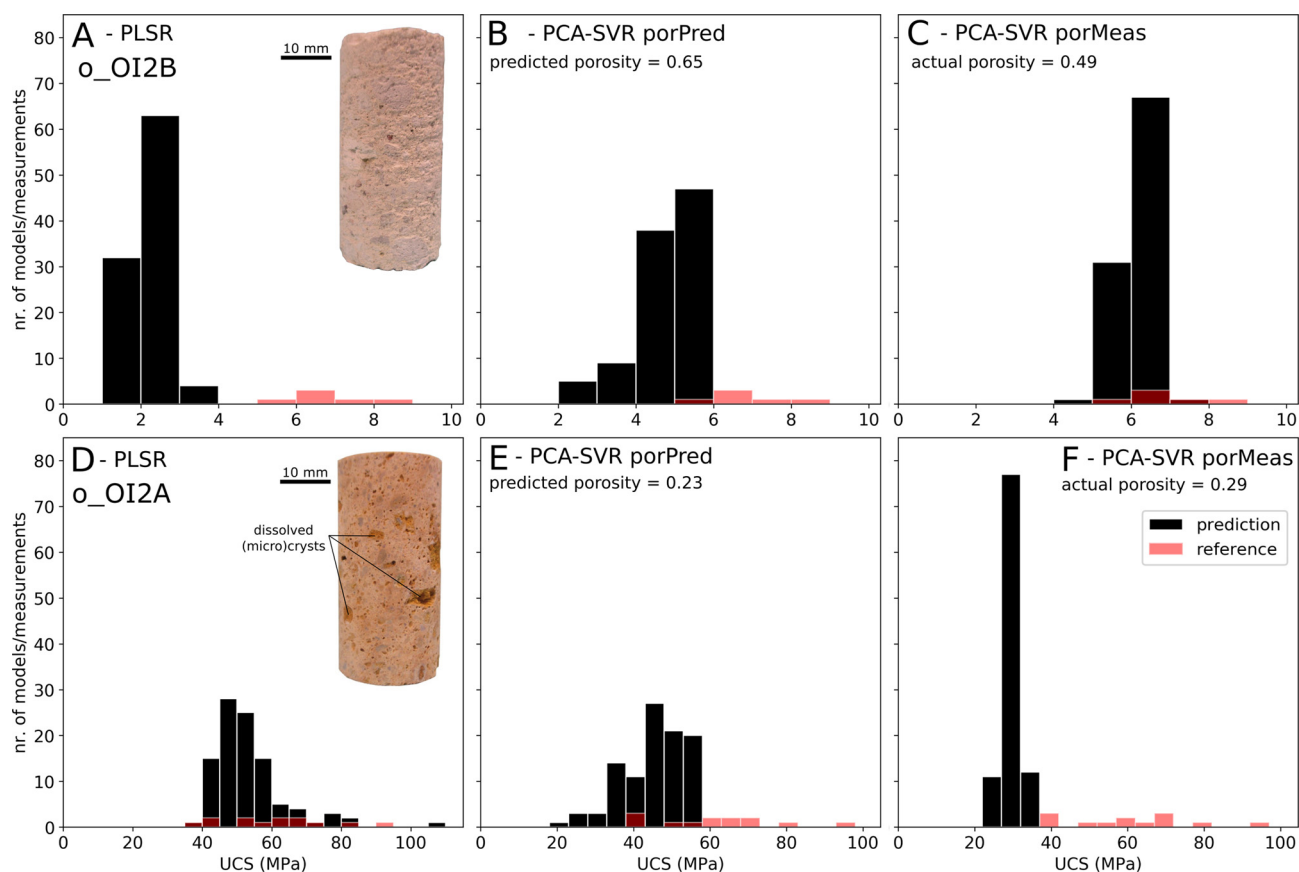 A - PLSR
o_OI2B
10 mm
B - PCA-SVR porPred
predicted porosity = 0.65
C - PCA-SVR porMeas
actual porosity = 0.49
nr. of models/measurements
80
70
60
50
40
30
20
10
0
0 2 4 6 8 10
0 2 4 6 8 10
0 2 4 6 8 10
D - PLSR
o_OI2A
10 mm
dissolved
(micro)crysts
E - PCA-SVR porPred
predicted porosity = 0.23
F - PCA-SVR porMeas
actual porosity = 0.29
prediction
reference
nr. of models/measurements
80
70
60
50
40
30
20
10
0
0 20 40 60 80 100
0 20 40 60 80 100
0 20 40 60 80 100
UCS (MPa)
UCS (MPa)
UCS (MPa)